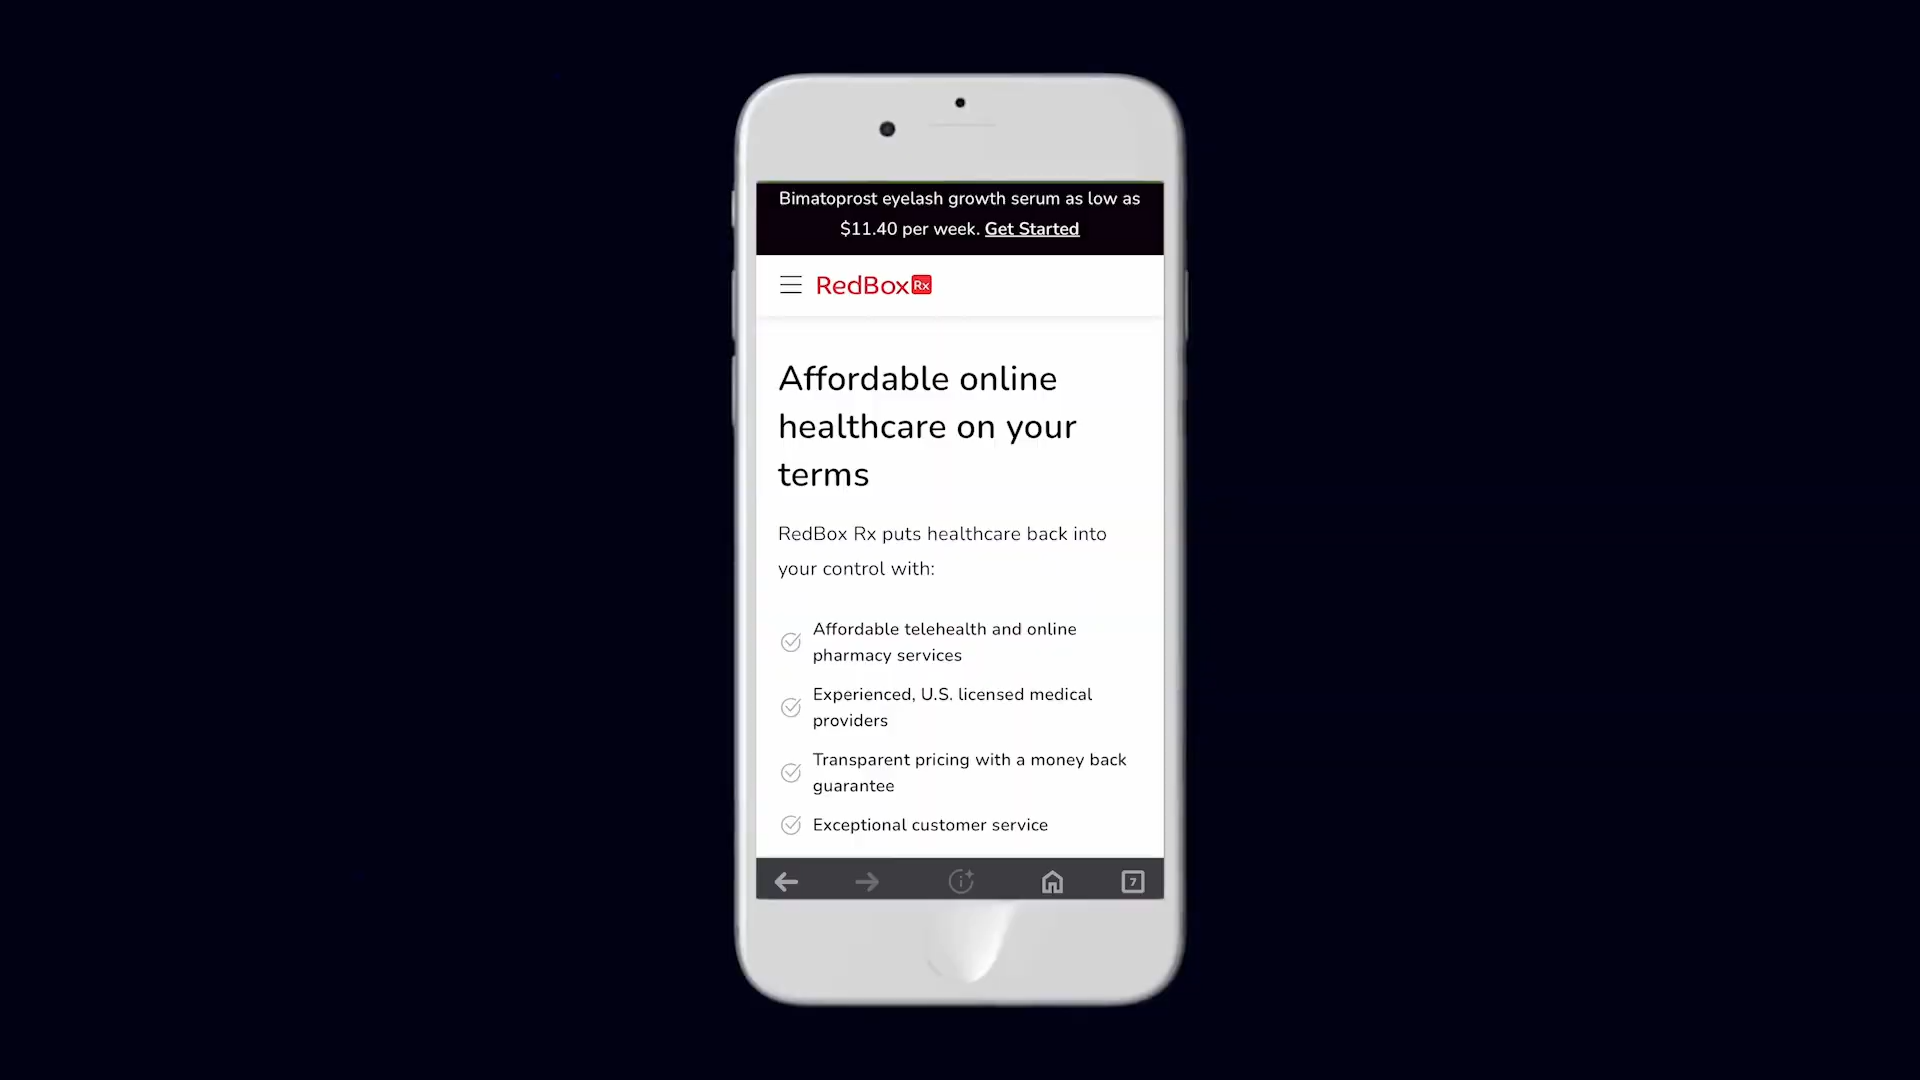 Bimatoprost eyelash growth serum as low as
$11.40 per week. Get Started
RedBox Rx
Affordable online
healthcare on your
terms
RedBox Rx puts healthcare back into
your control with:
Affordable telehealth and online
pharmacy services
Experienced, U.S. licensed medical
providers
Transparent pricing with a money back
guarantee
Exceptional customer service
7